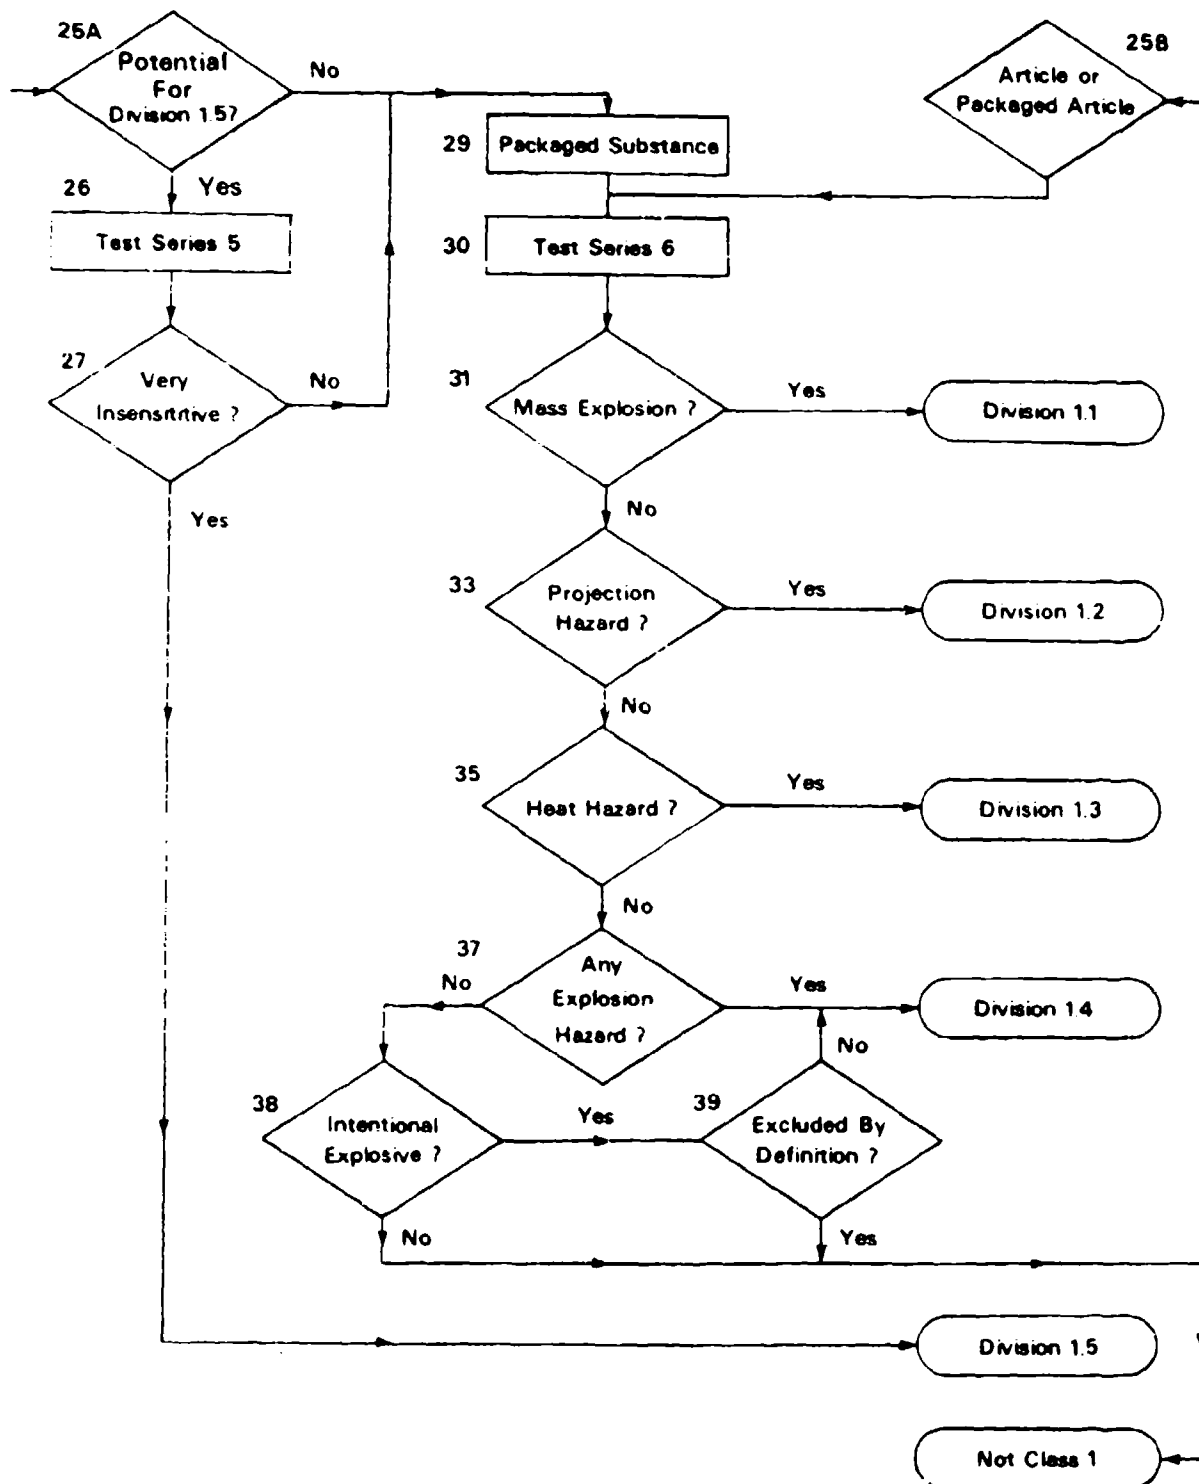 25A
Potential
For
Division 1.5?
No
25B
Article or
Packaged Article
29
Packaged Substance
26
Yes
Test Series 5
30
Test Series 6
27
Very
Insensititive ?
No
Yes
31
Mass Explosion ?
Yes
Division 1.1
No
33
Projection
Hazard ?
Yes
Division 1.2
No
35
Heat Hazard ?
Yes
Division 1.3
No
37
Any
Explosion
Hazard ?
No
Yes
Division 1.4
No
38
Intentional
Explosive ?
Yes
39
Excluded By
Definition ?
No
Yes
Division 1.5
Not Class 1